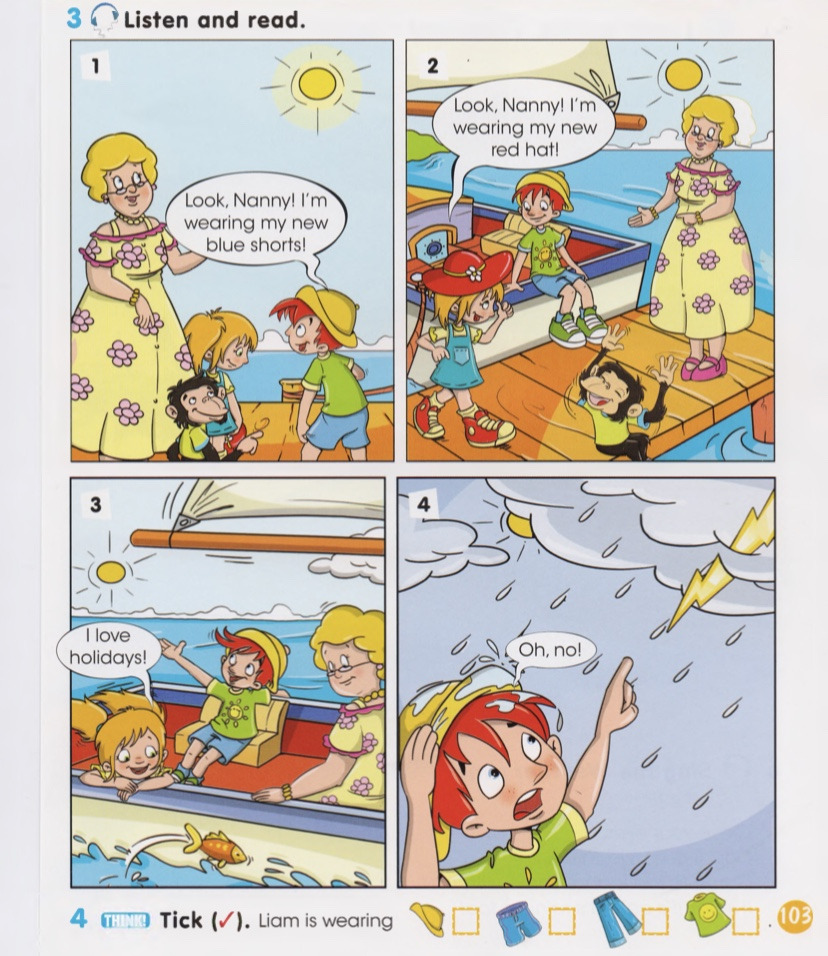 3 Listen and read.
1
Look, Nanny! I'm
wearing my new
blue shorts!
2
Look, Nanny! I'm
wearing my new
red hat!
3
I love
holidays!
4
Oh, no!
4 THINK! Tick (✓). Liam is wearing . 103